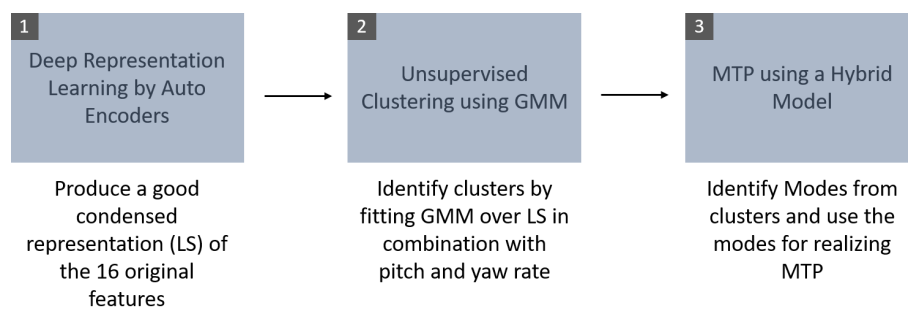 1
Deep Representation
Learning by Auto
Encoders
Produce a good
condensed
representation (LS) of
the 16 original
features
2
Unsupervised
Clustering using GMM
Identify clusters by
fitting GMM over LS in
combination with
pitch and yaw rate
3
MTP using a Hybrid
Model
Identify Modes from
clusters and use the
modes for realizing
MTP